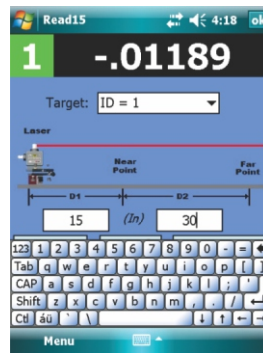 Read15 4:18 ok
1 -.01189
Target: ID = 1
Laser
Near
Point
Far
Point
D1 D2
15 (In) 30
123 1 2 3 4 5 6 7 8 9 0 - =
Tab q w e r t y u i o p [ ]
CAP a s d f g h j k l ; '
Shift z x c v b n m , . /
Ctl áü ` \ ↓ ↑ ← →
Menu